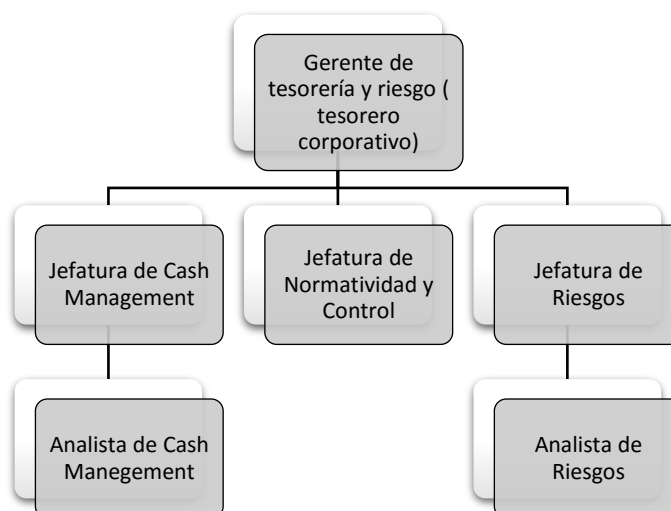 Gerente de
tesorería y riesgo (
tesorero
corporativo)
Jefatura de Cash
Management
Jefatura de
Normatividad y
Control
Jefatura de
Riesgos
Analista de Cash
Manegement
Analista de
Riesgos